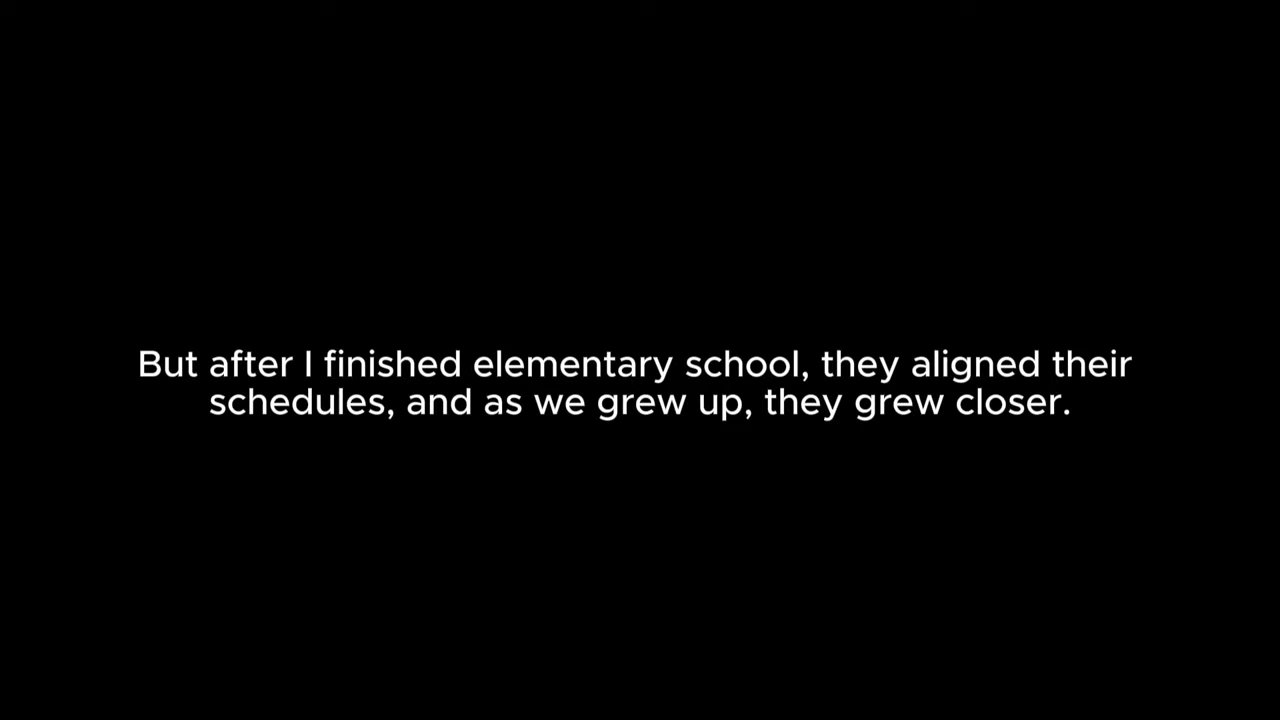 But after I finished elementary school, they aligned their
schedules, and as we grew up, they grew closer.